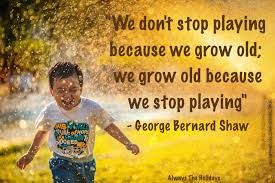 "We don't stop playing
because we grow old;
we grow old because
we stop playing"
- George Bernard Shaw
Always The Holidays